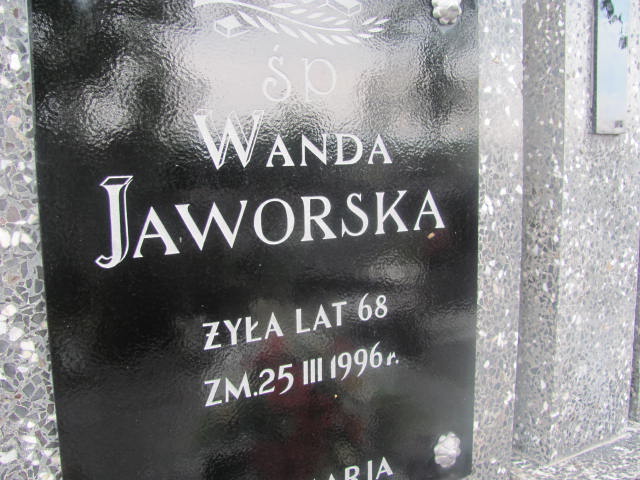 śp
WANDA
JAWORSKA
ŻYŁA LAT 68
ZM. 25 III 1996 r.